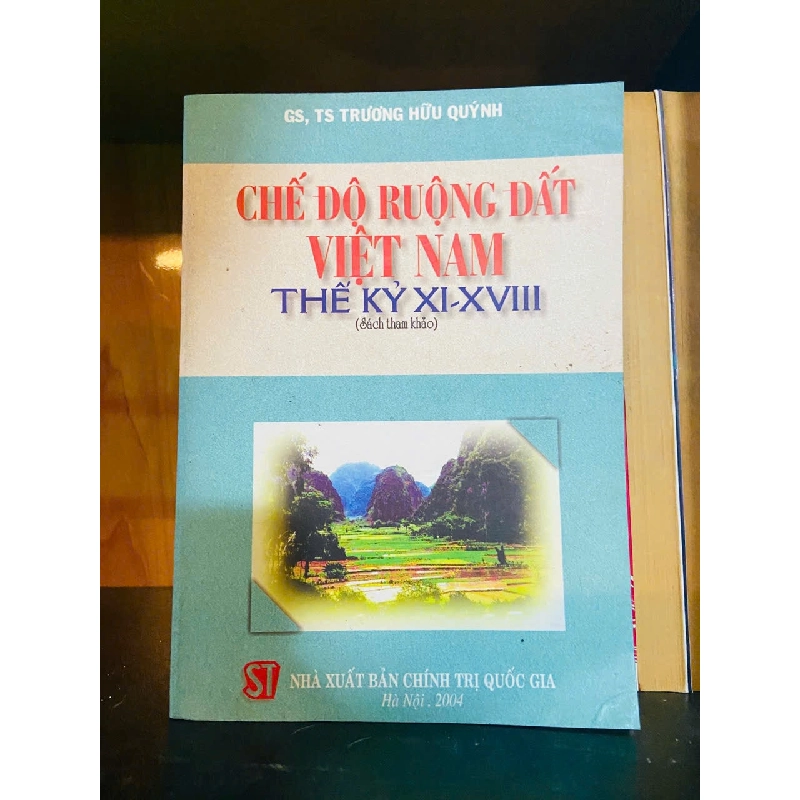 GS, TS TRƯƠNG HỮU QUÝNH
CHẾ ĐỘ RUỘNG ĐẤT
VIỆT NAM
THẾ KỶ XI-XVIII
(Sách tham khảo)
ST NHÀ XUẤT BẢN CHÍNH TRỊ QUỐC GIA
Hà Nội . 2004